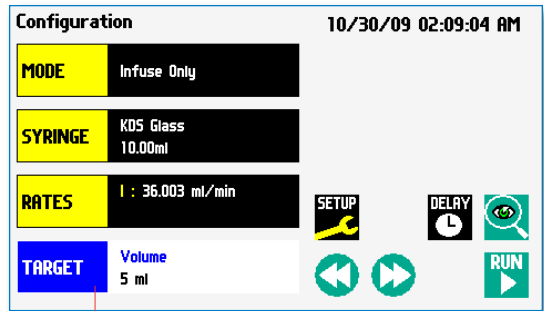 Configuration
10/30/09 02:09:04 AM
MODE
Infuse Only
SYRINGE
KDS Glass
10.00ml
RATES
I : 36.003 ml/min
TARGET
Volume
5 ml
SETUP
DELAY
RUN